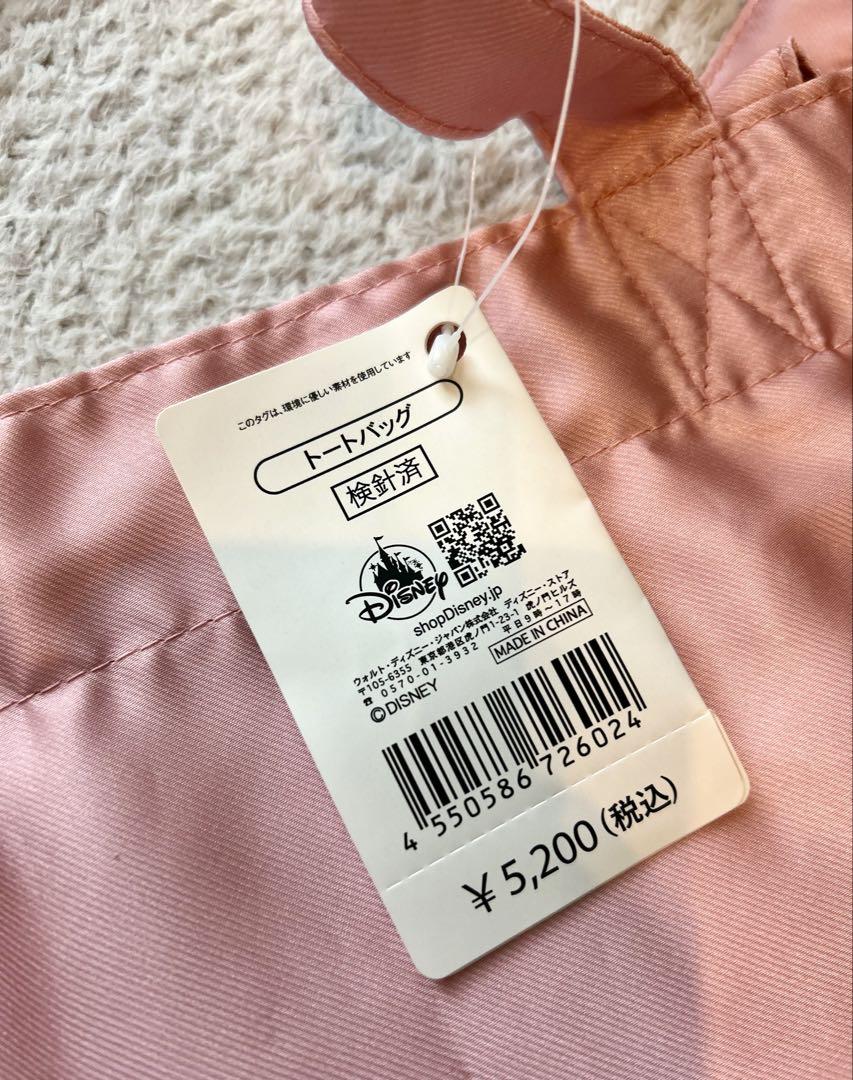 このタグは、環境に優しい素材を使用しています
トートバッグ
検針済
Disney
shopDisney.jp
ウォルト・ディズニー・ジャパン株式会社 ディズニー・ストア
〒105-6355 東京都港区虎ノ門1-23-1 虎ノ門ヒルズ
☎ 0570-01-3932 平日9時～17時
©DISNEY
MADE IN CHINA
4 550586 726024
¥5,200(税込)